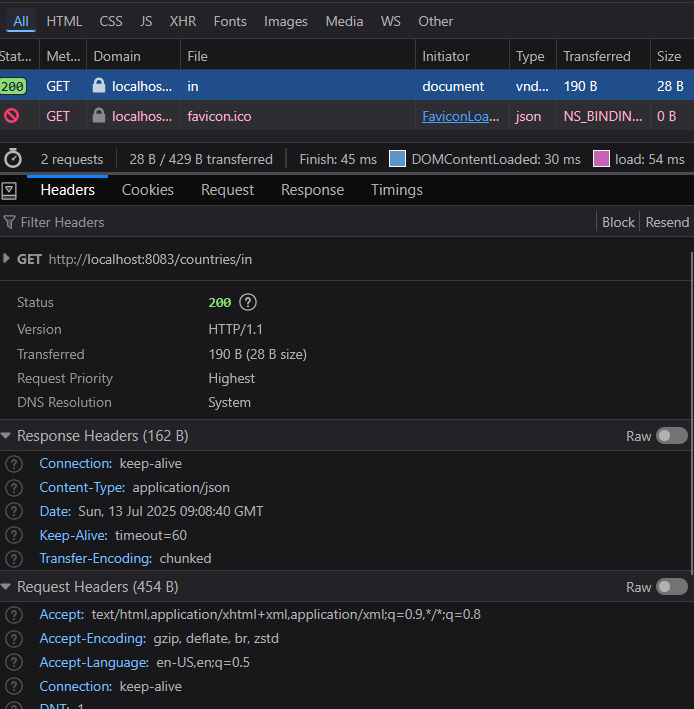 All HTML CSS JS XHR Fonts Images Media WS Other
Stat... Met... Domain File Initiator Type Transferred Size
200 GET localhos... in document vnd... 190 B 28 B
GET localhos... favicon.ico FaviconLoa... json NS_BINDIN... 0 B
2 requests 28 B / 429 B transferred Finish: 45 ms DOMContentLoaded: 30 ms load: 54 ms
Headers Cookies Request Response Timings
Filter Headers Block Resend
GET http://localhost:8083/countries/in
Status 200 ?
Version HTTP/1.1
Transferred 190 B (28 B size)
Request Priority Highest
DNS Resolution System
Response Headers (162 B) Raw
? Connection: keep-alive
? Content-Type: application/json
? Date: Sun, 13 Jul 2025 09:08:40 GMT
? Keep-Alive: timeout=60
? Transfer-Encoding: chunked
Request Headers (454 B) Raw
? Accept: text/html,application/xhtml+xml,application/xml;q=0.9,*/*;q=0.8
? Accept-Encoding: gzip, deflate, br, zstd
? Accept-Language: en-US,en;q=0.5
? Connection: keep-alive
? DNT: 1